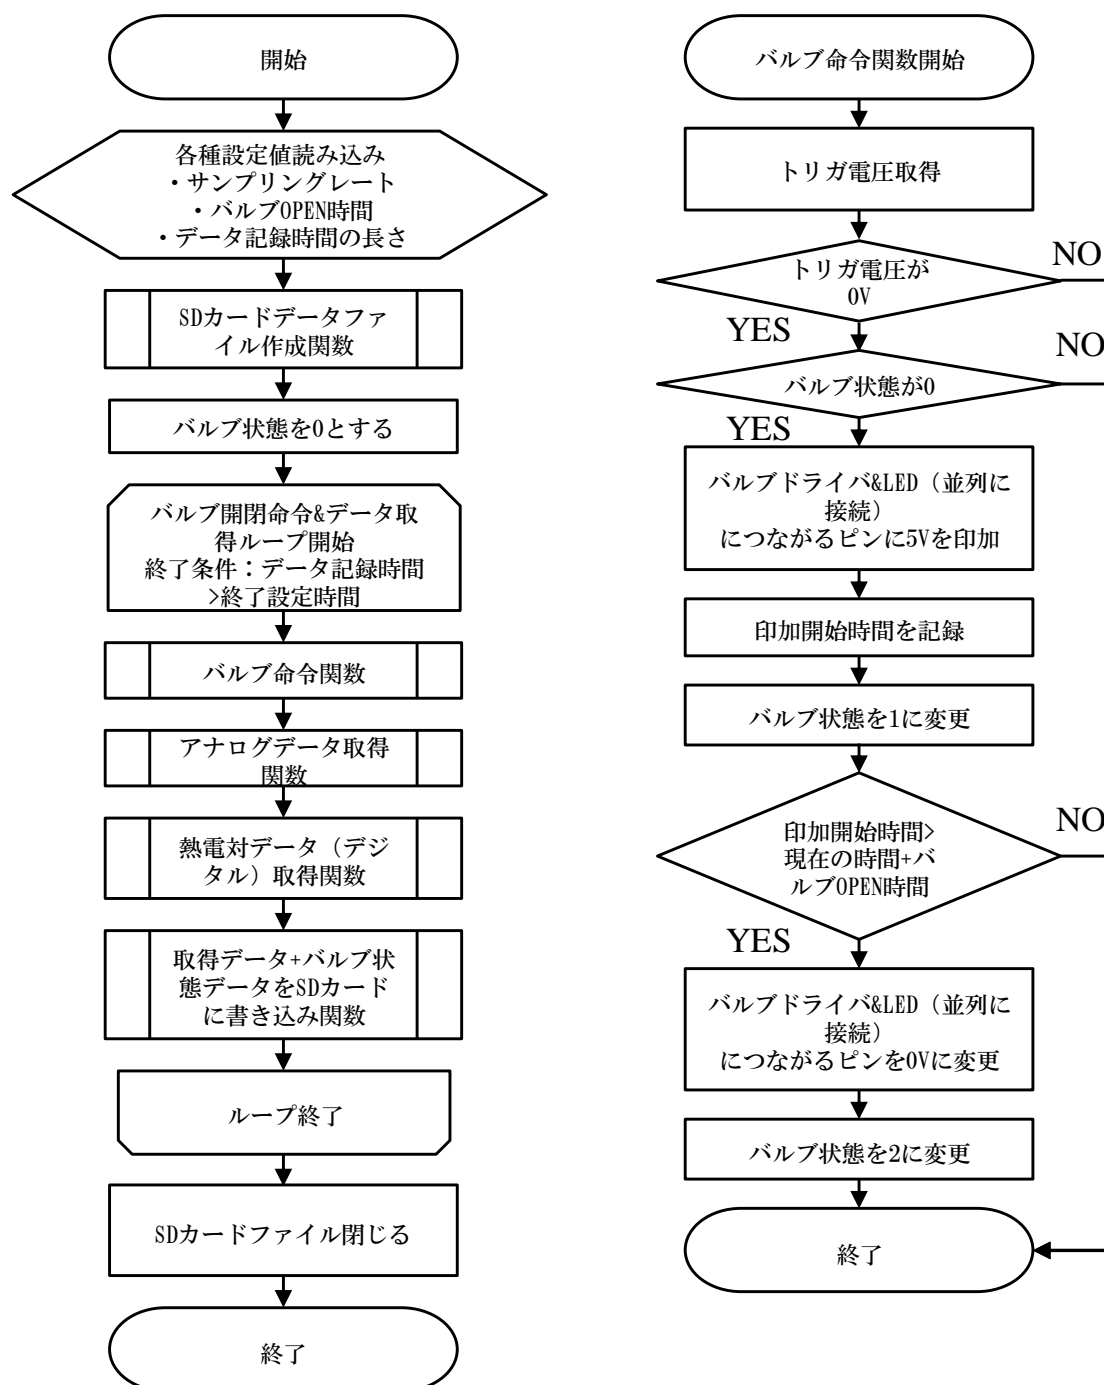 開始
各種設定値読み込み
・サンプリングレート
・バルブOPEN時間
・データ記録時間の長さ
SDカードデータファ
イル作成関数
バルブ状態を0とする
バルブ開閉命令&データ取
得ループ開始
終了条件：データ記録時間
>終了設定時間
バルブ命令関数
アナログデータ取得
関数
熱電対データ（デジ
タル）取得関数
取得データ+バルブ状
態データをSDカード
に書き込み関数
ループ終了
SDカードファイル閉じる
終了
バルブ命令関数開始
トリガ電圧取得
トリガ電圧が
0V
NO
YES
バルブ状態が0
NO
YES
バルブドライバ&LED（並列に
接続）
につながるピンに5Vを印加
印加開始時間を記録
バルブ状態を1に変更
印加開始時間>
現在の時間+バ
ルブOPEN時間
NO
YES
バルブドライバ&LED（並列に
接続）
につながるピンを0Vに変更
バルブ状態を2に変更
終了